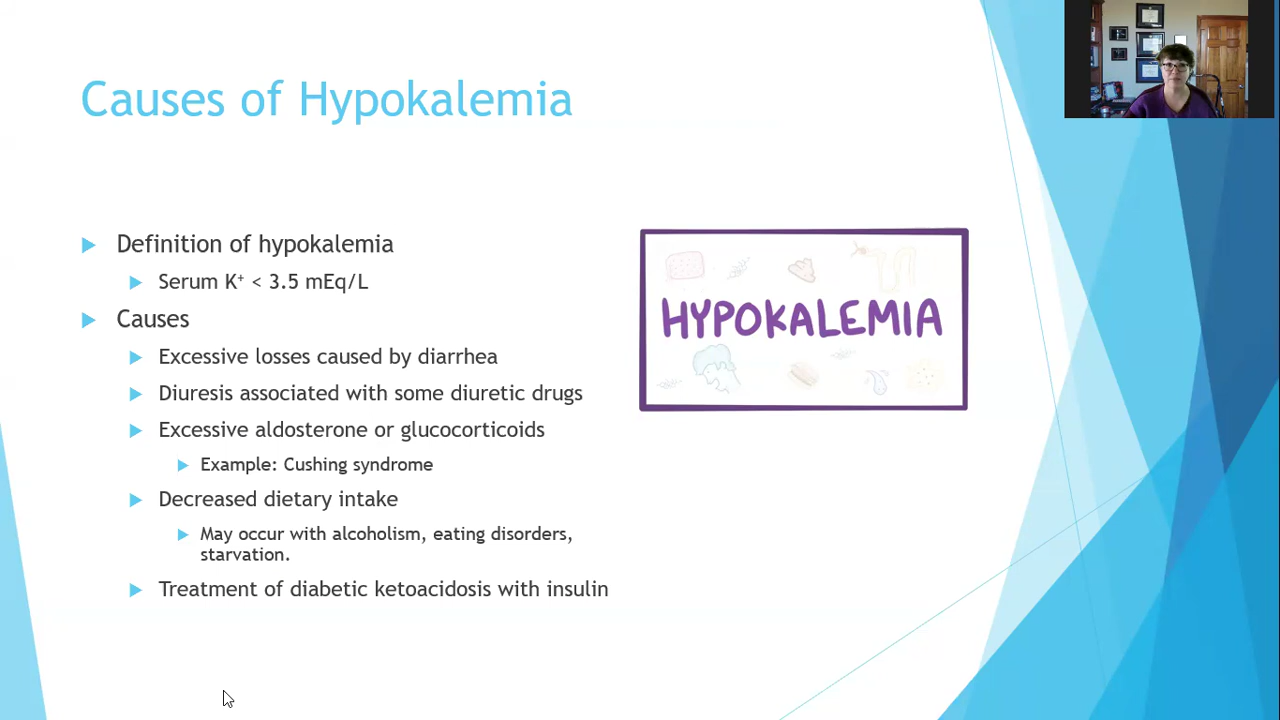 Causes of Hypokalemia
Definition of hypokalemia
Serum K⁺ < 3.5 mEq/L
Causes
Excessive losses caused by diarrhea
Diuresis associated with some diuretic drugs
Excessive aldosterone or glucocorticoids
Example: Cushing syndrome
Decreased dietary intake
May occur with alcoholism, eating disorders,
starvation.
Treatment of diabetic ketoacidosis with insulin
HYPOKALEMIA